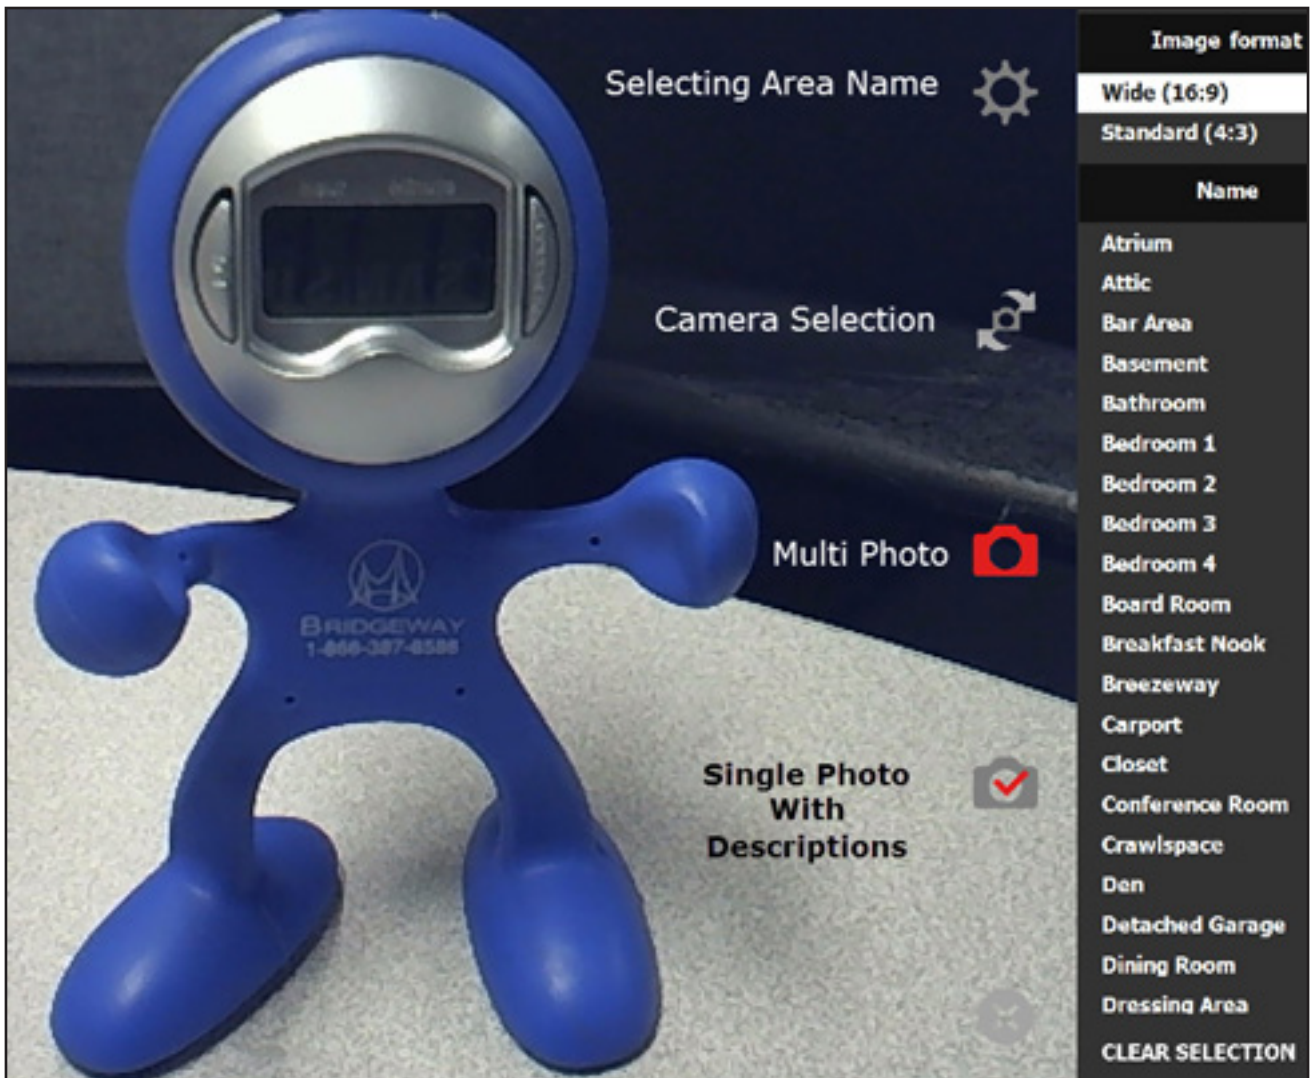 Selecting Area Name
Camera Selection
Multi Photo
Single Photo
With
Descriptions
BRIDGEWAY
1-866-387-8586
Image format
Wide (16:9)
Standard (4:3)
Name
Atrium
Attic
Bar Area
Basement
Bathroom
Bedroom 1
Bedroom 2
Bedroom 3
Bedroom 4
Board Room
Breakfast Nook
Breezeway
Carport
Closet
Conference Room
Crawlspace
Den
Detached Garage
Dining Room
Dressing Area
CLEAR SELECTION